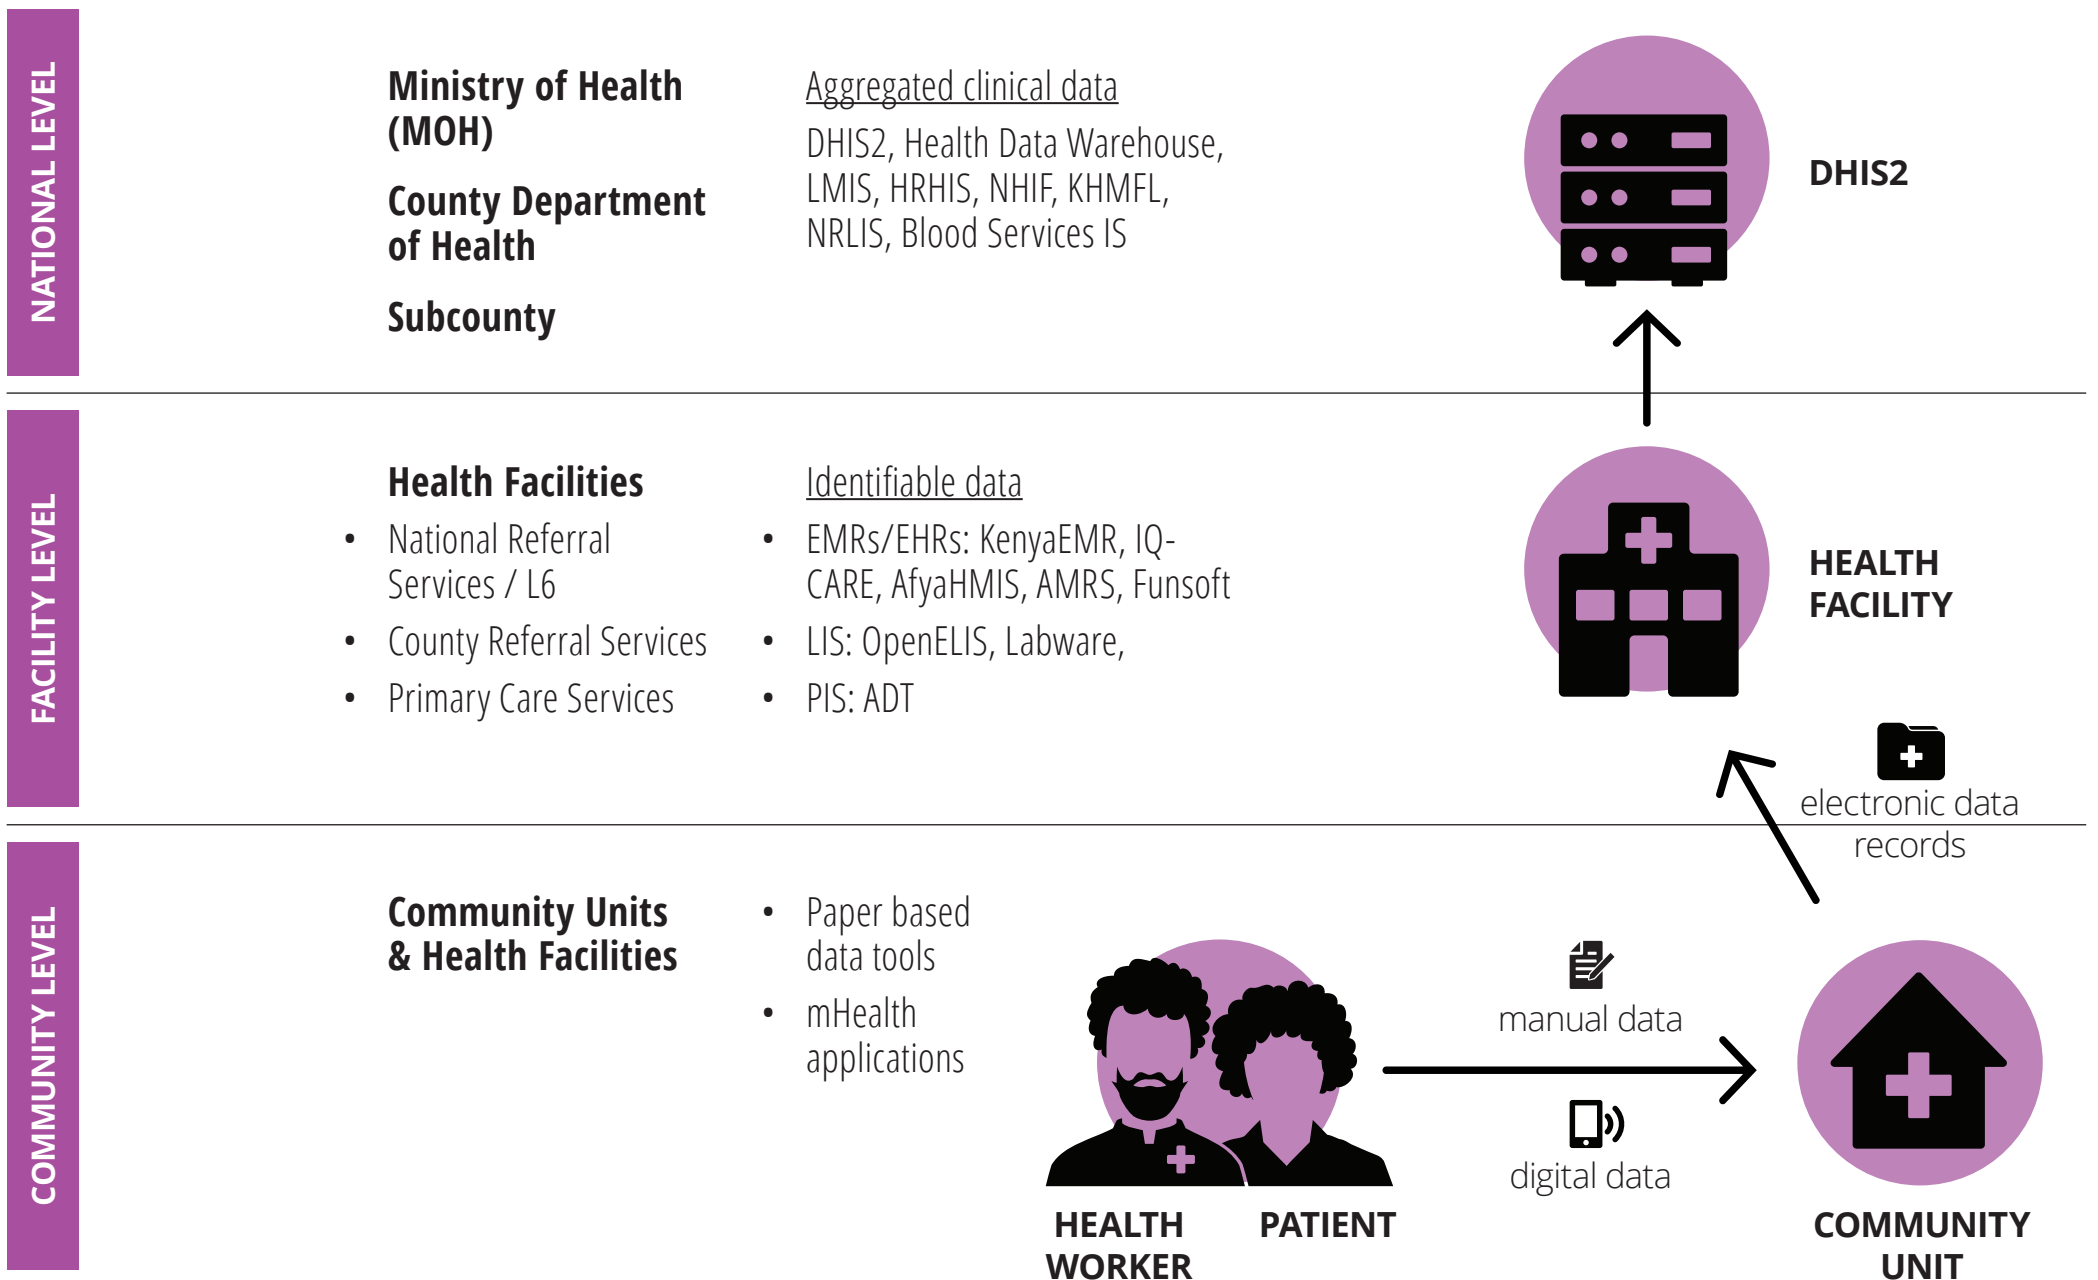 NATIONAL LEVEL
Ministry of Health
(MOH)
County Department
of Health
Subcounty
Aggregated clinical data
DHIS2, Health Data Warehouse,
LMIS, HRHIS, NHIF, KHMFL,
NRLIS, Blood Services IS
DHIS2
FACILITY LEVEL
Health Facilities
• National Referral
Services / L6
• County Referral Services
• Primary Care Services
Identifiable data
• EMRs/EHRs: KenyaEMR, IQ-
CARE, AfyaHMIS, AMRS, Funsoft
• LIS: OpenELIS, Labware,
• PIS: ADT
HEALTH
FACILITY
electronic data
records
COMMUNITY LEVEL
Community Units
& Health Facilities
• Paper based
data tools
• mHealth
applications
HEALTH
WORKER
PATIENT
manual data
digital data
COMMUNITY
UNIT